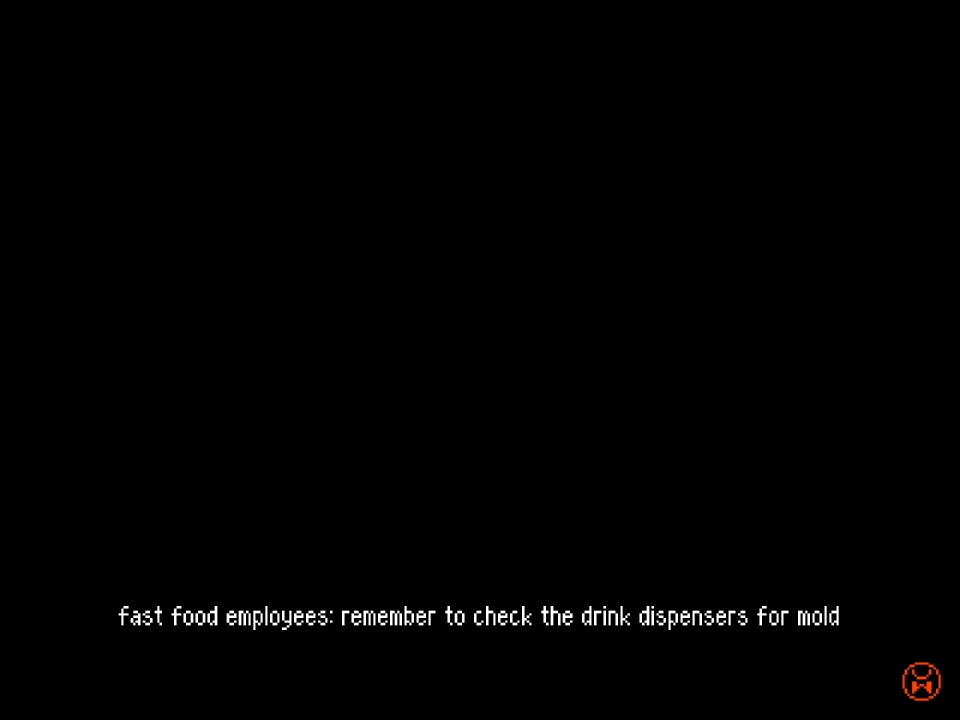 fast food employees: remember to check the drink dispensers for mold